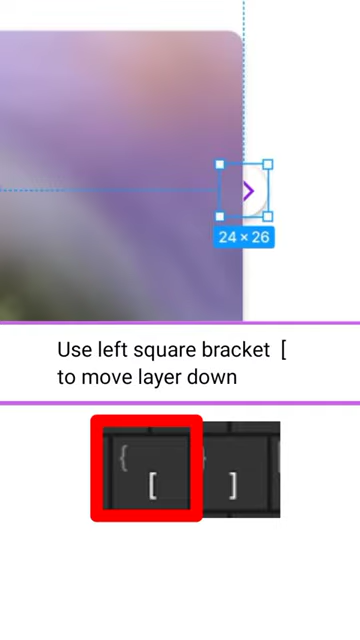 24 × 26
Use left square bracket [
to move layer down
{ }
[ ]